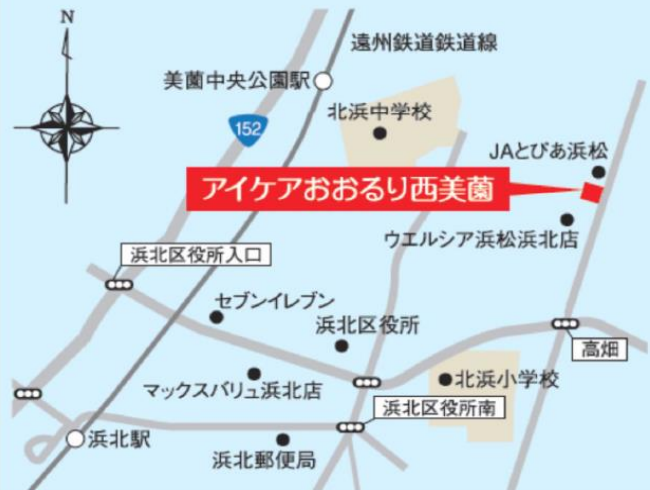 N
遠州鉄道鉄道線
美薗中央公園駅
152
北浜中学校
JAとぴあ浜松
アイケアおおるり西美薗
ウエルシア浜松浜北店
浜北区役所入口
セブンイレブン
浜北区役所
高畑
マックスバリュ浜北店
北浜小学校
浜北区役所南
浜北駅
浜北郵便局